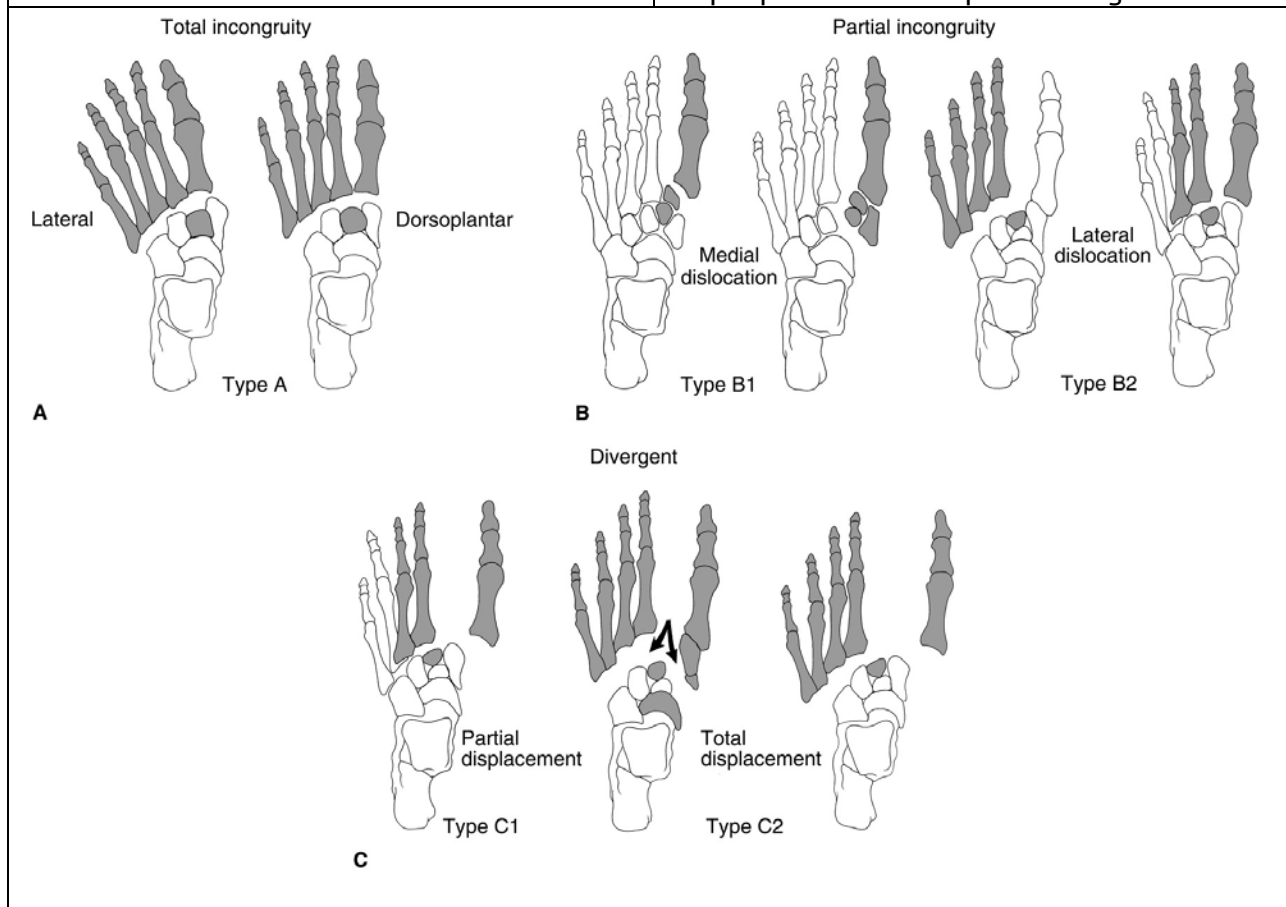 Total incongruity
Partial incongruity
Lateral
Dorsoplantar
Medial
dislocation
Lateral
dislocation
Type A
Type B1
Type B2
A
B
Divergent
Partial
displacement
Total
displacement
Type C1
Type C2
C